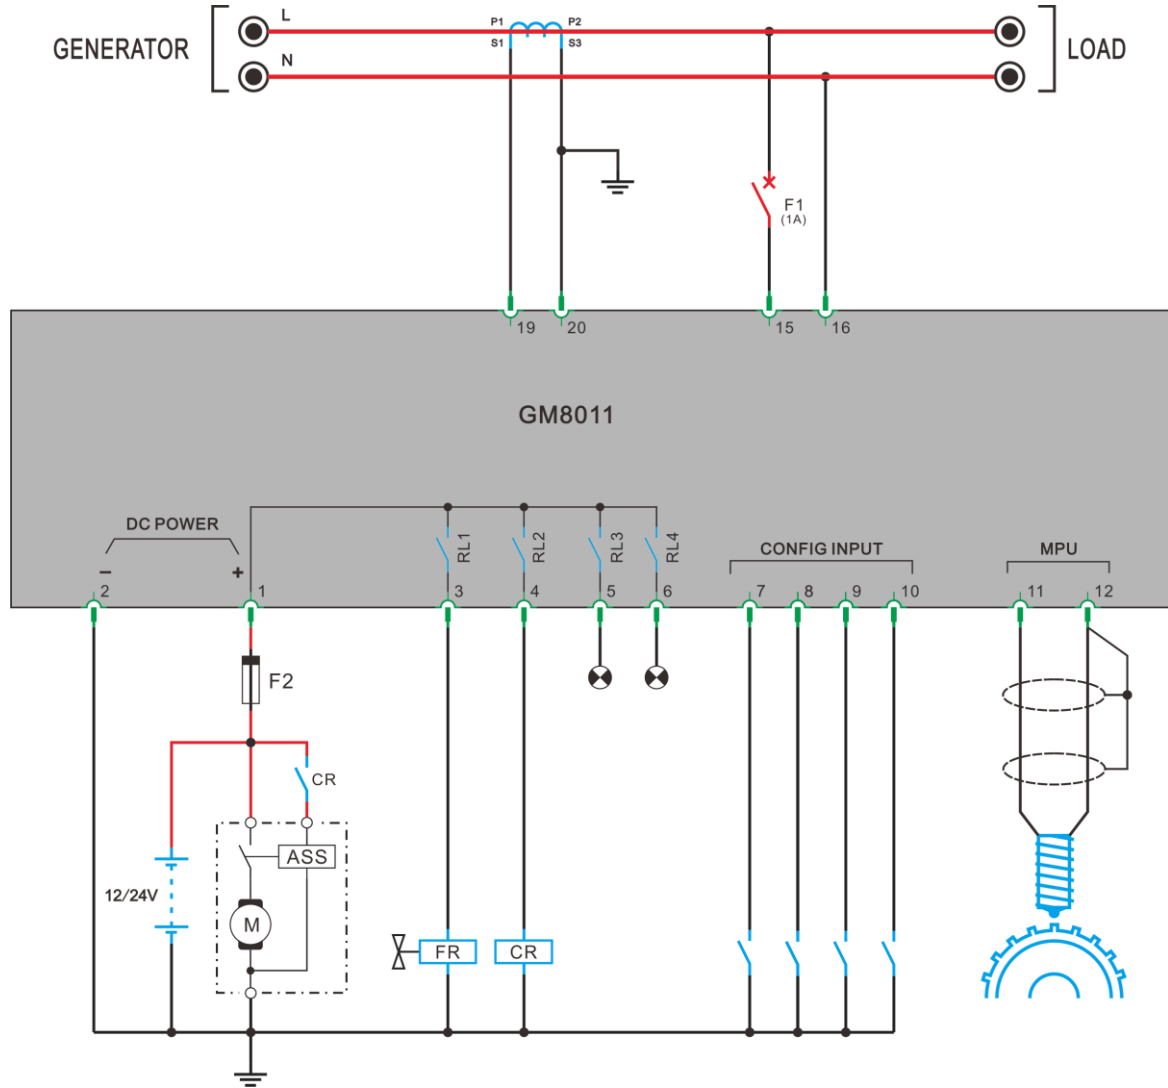 L
P1 P2
GENERATOR
S1 S3
LOAD
N
F1
(1A)
19 20 15 16
GM8011
DC POWER
RL1 RL2 RL3 RL4
CONFIG INPUT
MPU
− +
2 1 3 4 5 6 7 8 9 10 11 12
F2
CR
ASS
12/24V
M
FR CR